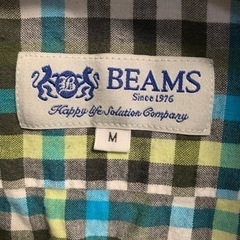 BEAMS
Since 1976
Happy Life Solution Company
M